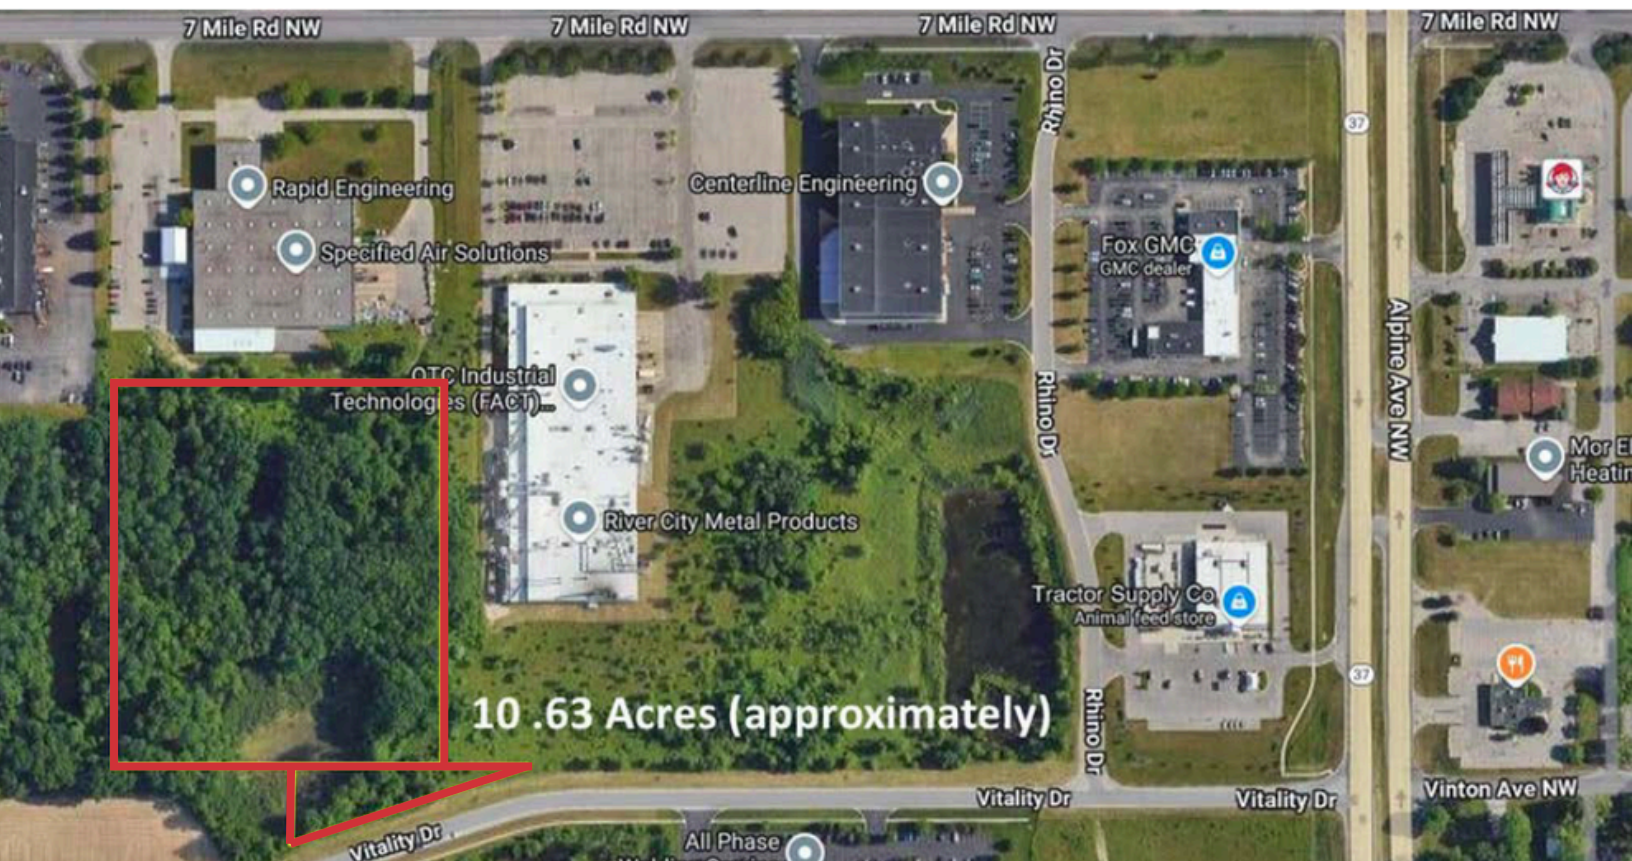 7 Mile Rd NW
7 Mile Rd NW
7 Mile Rd NW
7 Mile Rd NW
Rhino Dr
37
Rapid Engineering
Centerline Engineering
Specified Air Solutions
Fox GMC
GMC dealer
Alpine Ave NW
OTC Industrial
Technologies (FACT)...
Rhino Dr
Mor El
Heatin
River City Metal Products
Tractor Supply Co
Animal feed store
37
10 .63 Acres (approximately)
Rhino Dr
Vitality Dr
Vitality Dr
Vinton Ave NW
Vitality Dr
All Phase